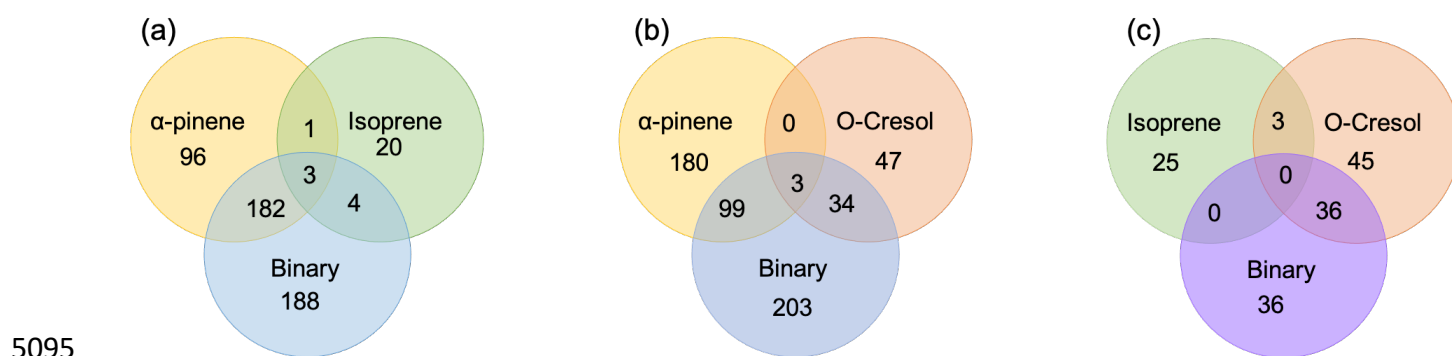 (a)
α-pinene
96
1
Isoprene
20
3
182
4
Binary
188
(b)
α-pinene
180
0
O-Cresol
47
3
99
34
Binary
203
(c)
Isoprene
25
3
O-Cresol
45
0
0
36
Binary
36
5095